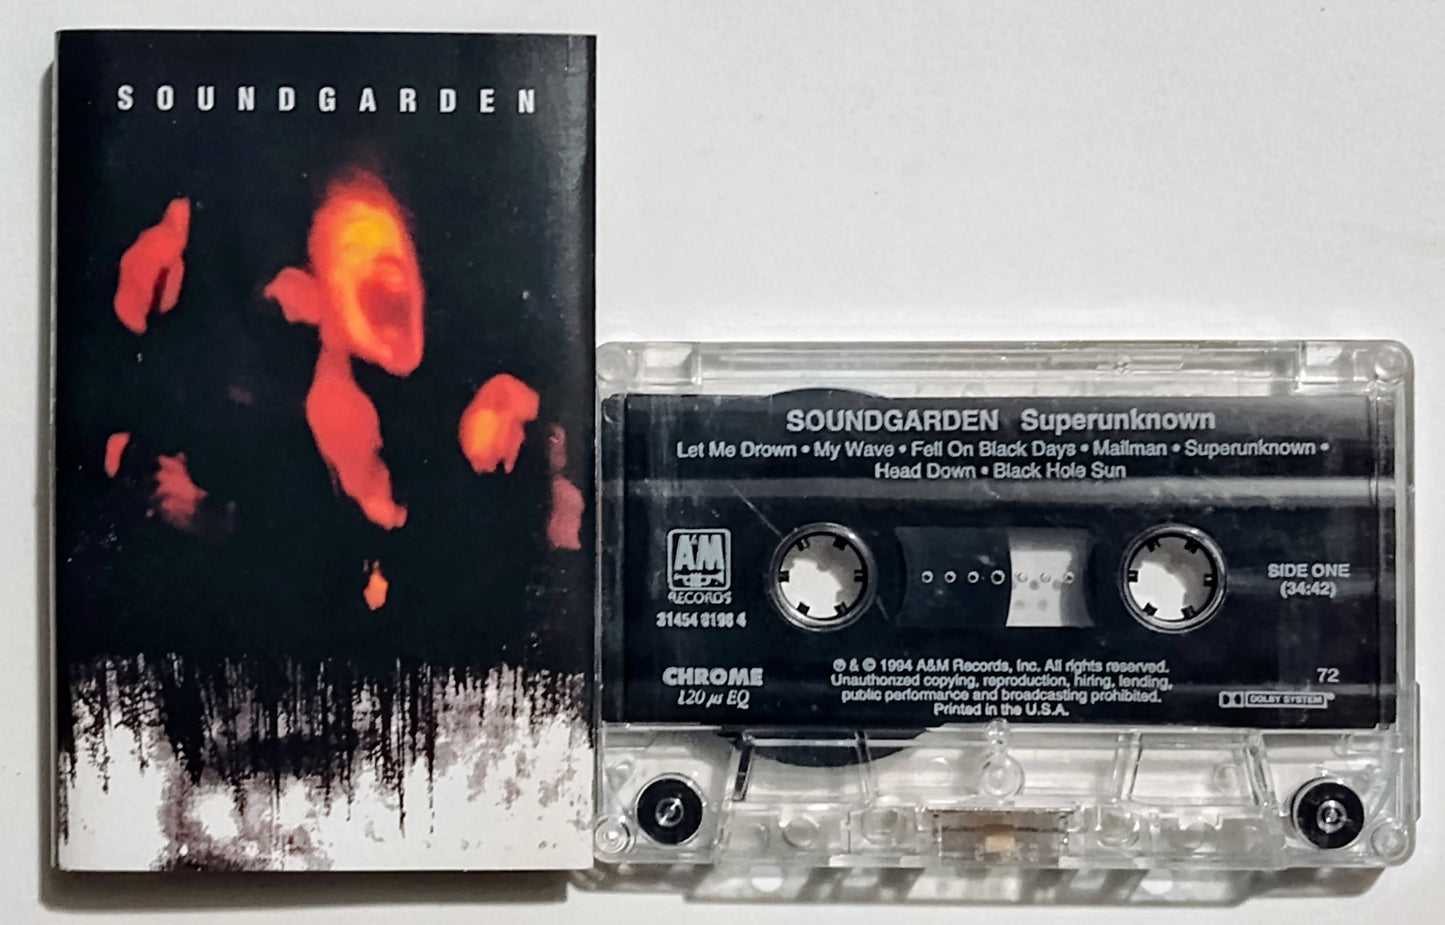 SOUNDGARDEN
SOUNDGARDEN Superunknown
Let Me Drown • My Wave • Fell On Black Days • Mailman • Superunknown •
Head Down • Black Hole Sun
A&M
RECORDS
31454 0198 4
SIDE ONE
(34:42)
CHROME
120 µs EQ
℗ & © 1994 A&M Records, Inc. All rights reserved.
Unauthorized copying, reproduction, hiring, lending,
public performance and broadcasting prohibited.
Printed in the U.S.A.
72
DOLBY SYSTEM